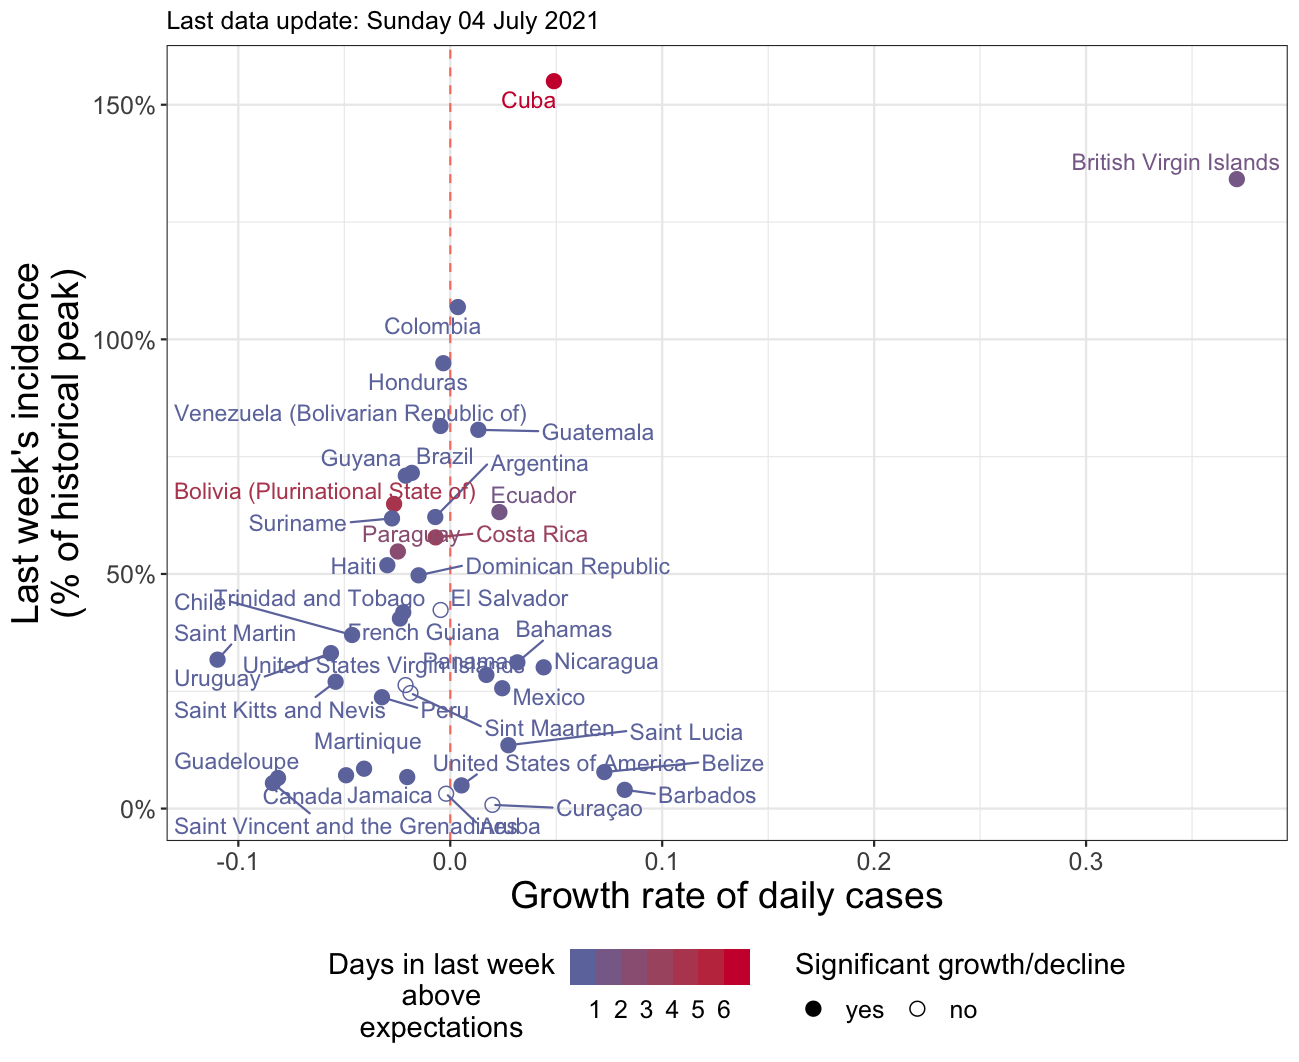 Last data update: Sunday 04 July 2021
Last week's incidence
(% of historical peak)
150%
100%
50%
0%
Cuba
British Virgin Islands
Colombia
Honduras
Venezuela (Bolivarian Republic of)
Guatemala
Guyana
Brazil
Argentina
Bolivia (Plurinational State of)
Ecuador
Suriname
Paraguay
Costa Rica
Haiti
Dominican Republic
Chile
Trinidad and Tobago
El Salvador
Saint Martin
French Guiana
Bahamas
Uruguay
United States Virgin Islands
Panama
Nicaragua
Saint Kitts and Nevis
Peru
Mexico
Sint Maarten
Saint Lucia
Martinique
Guadeloupe
United States of America
Belize
Canada
Jamaica
Barbados
Curaçao
Saint Vincent and the Grenadines
Aruba
-0.1
0.0
0.1
0.2
0.3
Growth rate of daily cases
Days in last week
above
expectations
1 2 3 4 5 6
Significant growth/decline
yes
no